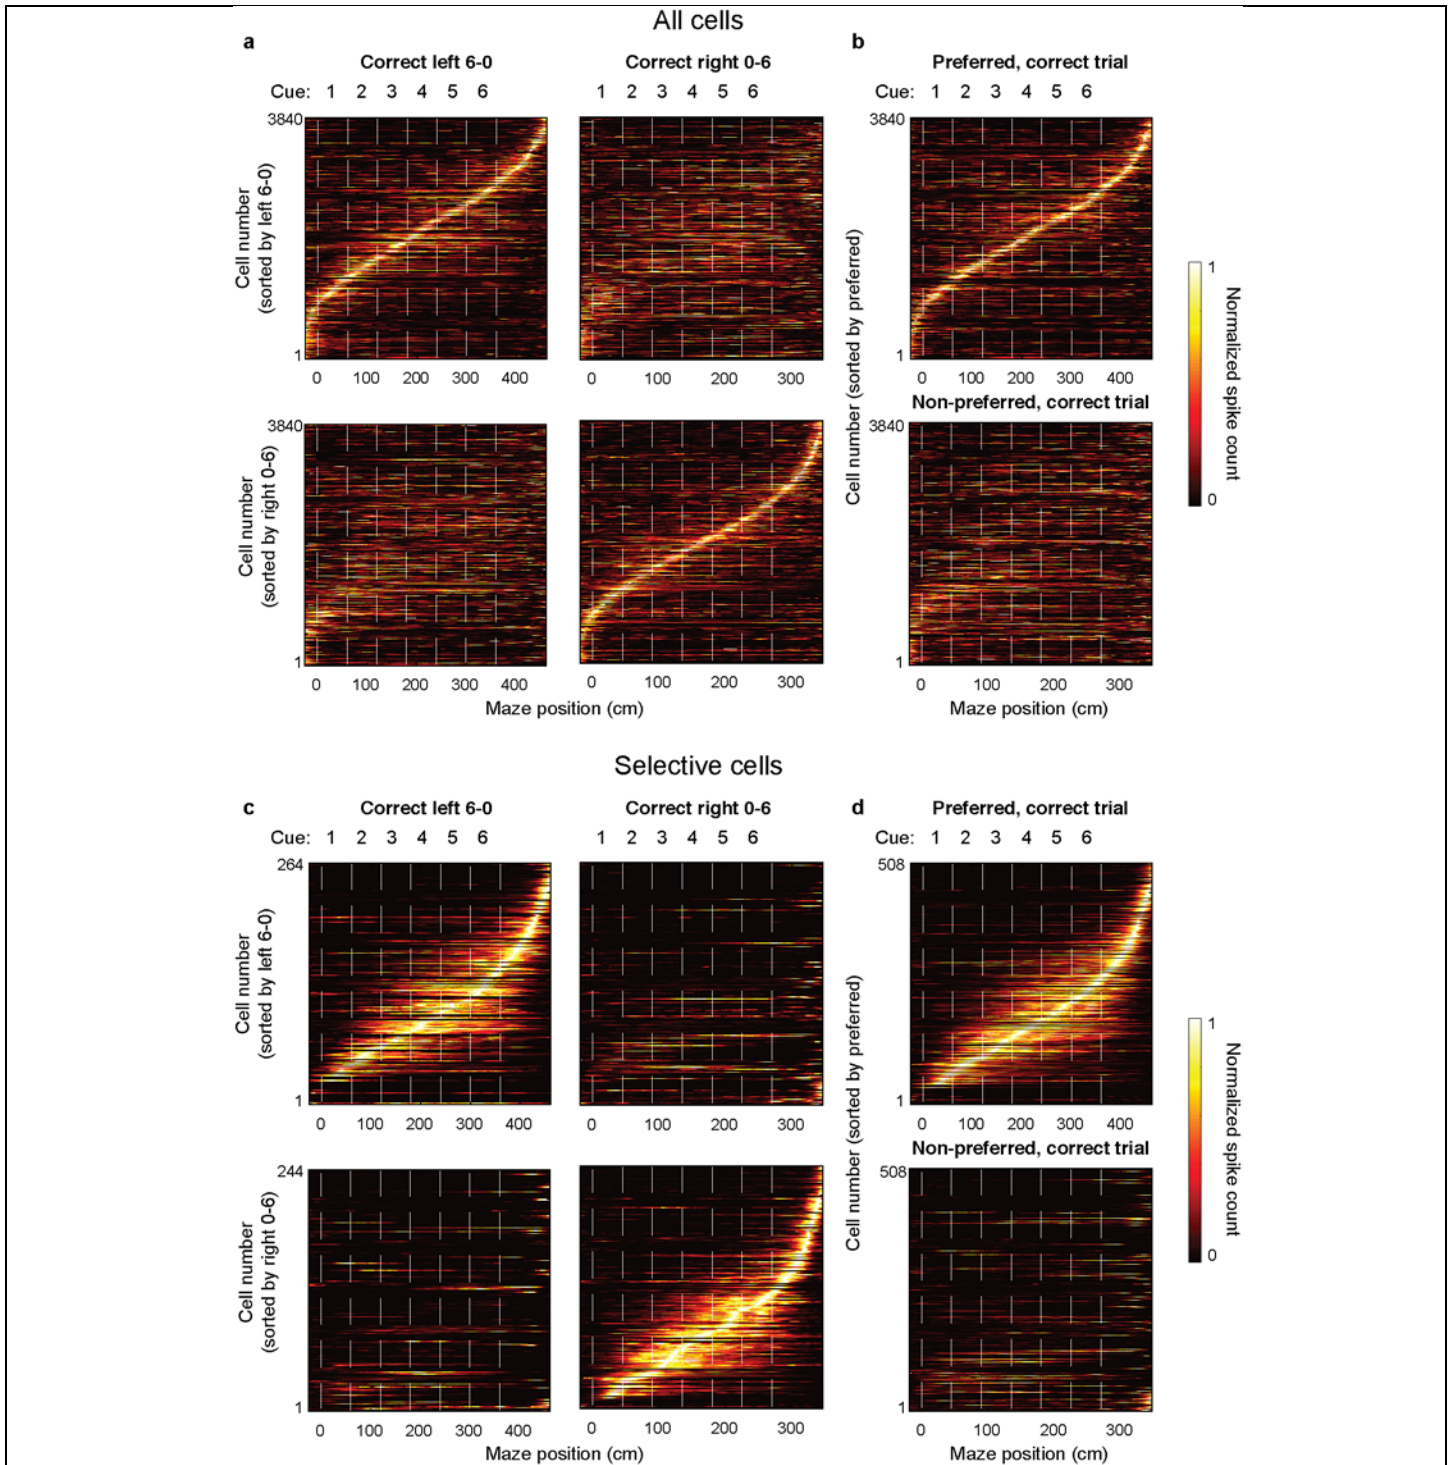 All cells
a
Correct left 6-0
Correct right 0-6
Cue: 1 2 3 4 5 6
1 2 3 4 5 6
3840
Cell number
(sorted by left 6-0)
1
0 100 200 300 400
0 100 200 300
3840
Cell number
(sorted by right 0-6)
1
0 100 200 300 400
0 100 200 300
Maze position (cm)
b
Preferred, correct trial
Cue: 1 2 3 4 5 6
3840
1
0 100 200 300 400
Non-preferred, correct trial
3840
Cell number (sorted by preferred)
1
0 100 200 300
Maze position (cm)
1
Normalized spike count
0
Selective cells
c
Correct left 6-0
Correct right 0-6
Cue: 1 2 3 4 5 6
1 2 3 4 5 6
264
Cell number
(sorted by left 6-0)
1
0 100 200 300 400
0 100 200 300
244
Cell number
(sorted by right 0-6)
1
0 100 200 300 400
0 100 200 300
Maze position (cm)
d
Preferred, correct trial
Cue: 1 2 3 4 5 6
508
1
0 100 200 300 400
Non-preferred, correct trial
508
Cell number (sorted by preferred)
1
0 100 200 300
Maze position (cm)
1
Normalized spike count
0